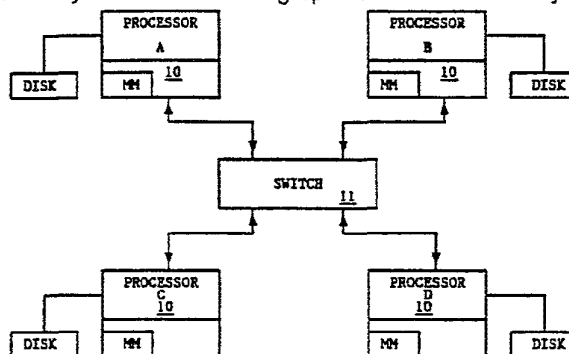 PROCESSOR
A
10
MM
DISK
PROCESSOR
B
10
MM
DISK
SWITCH
11
PROCESSOR
C
10
MM
DISK
PROCESSOR
D
10
MM
DISK